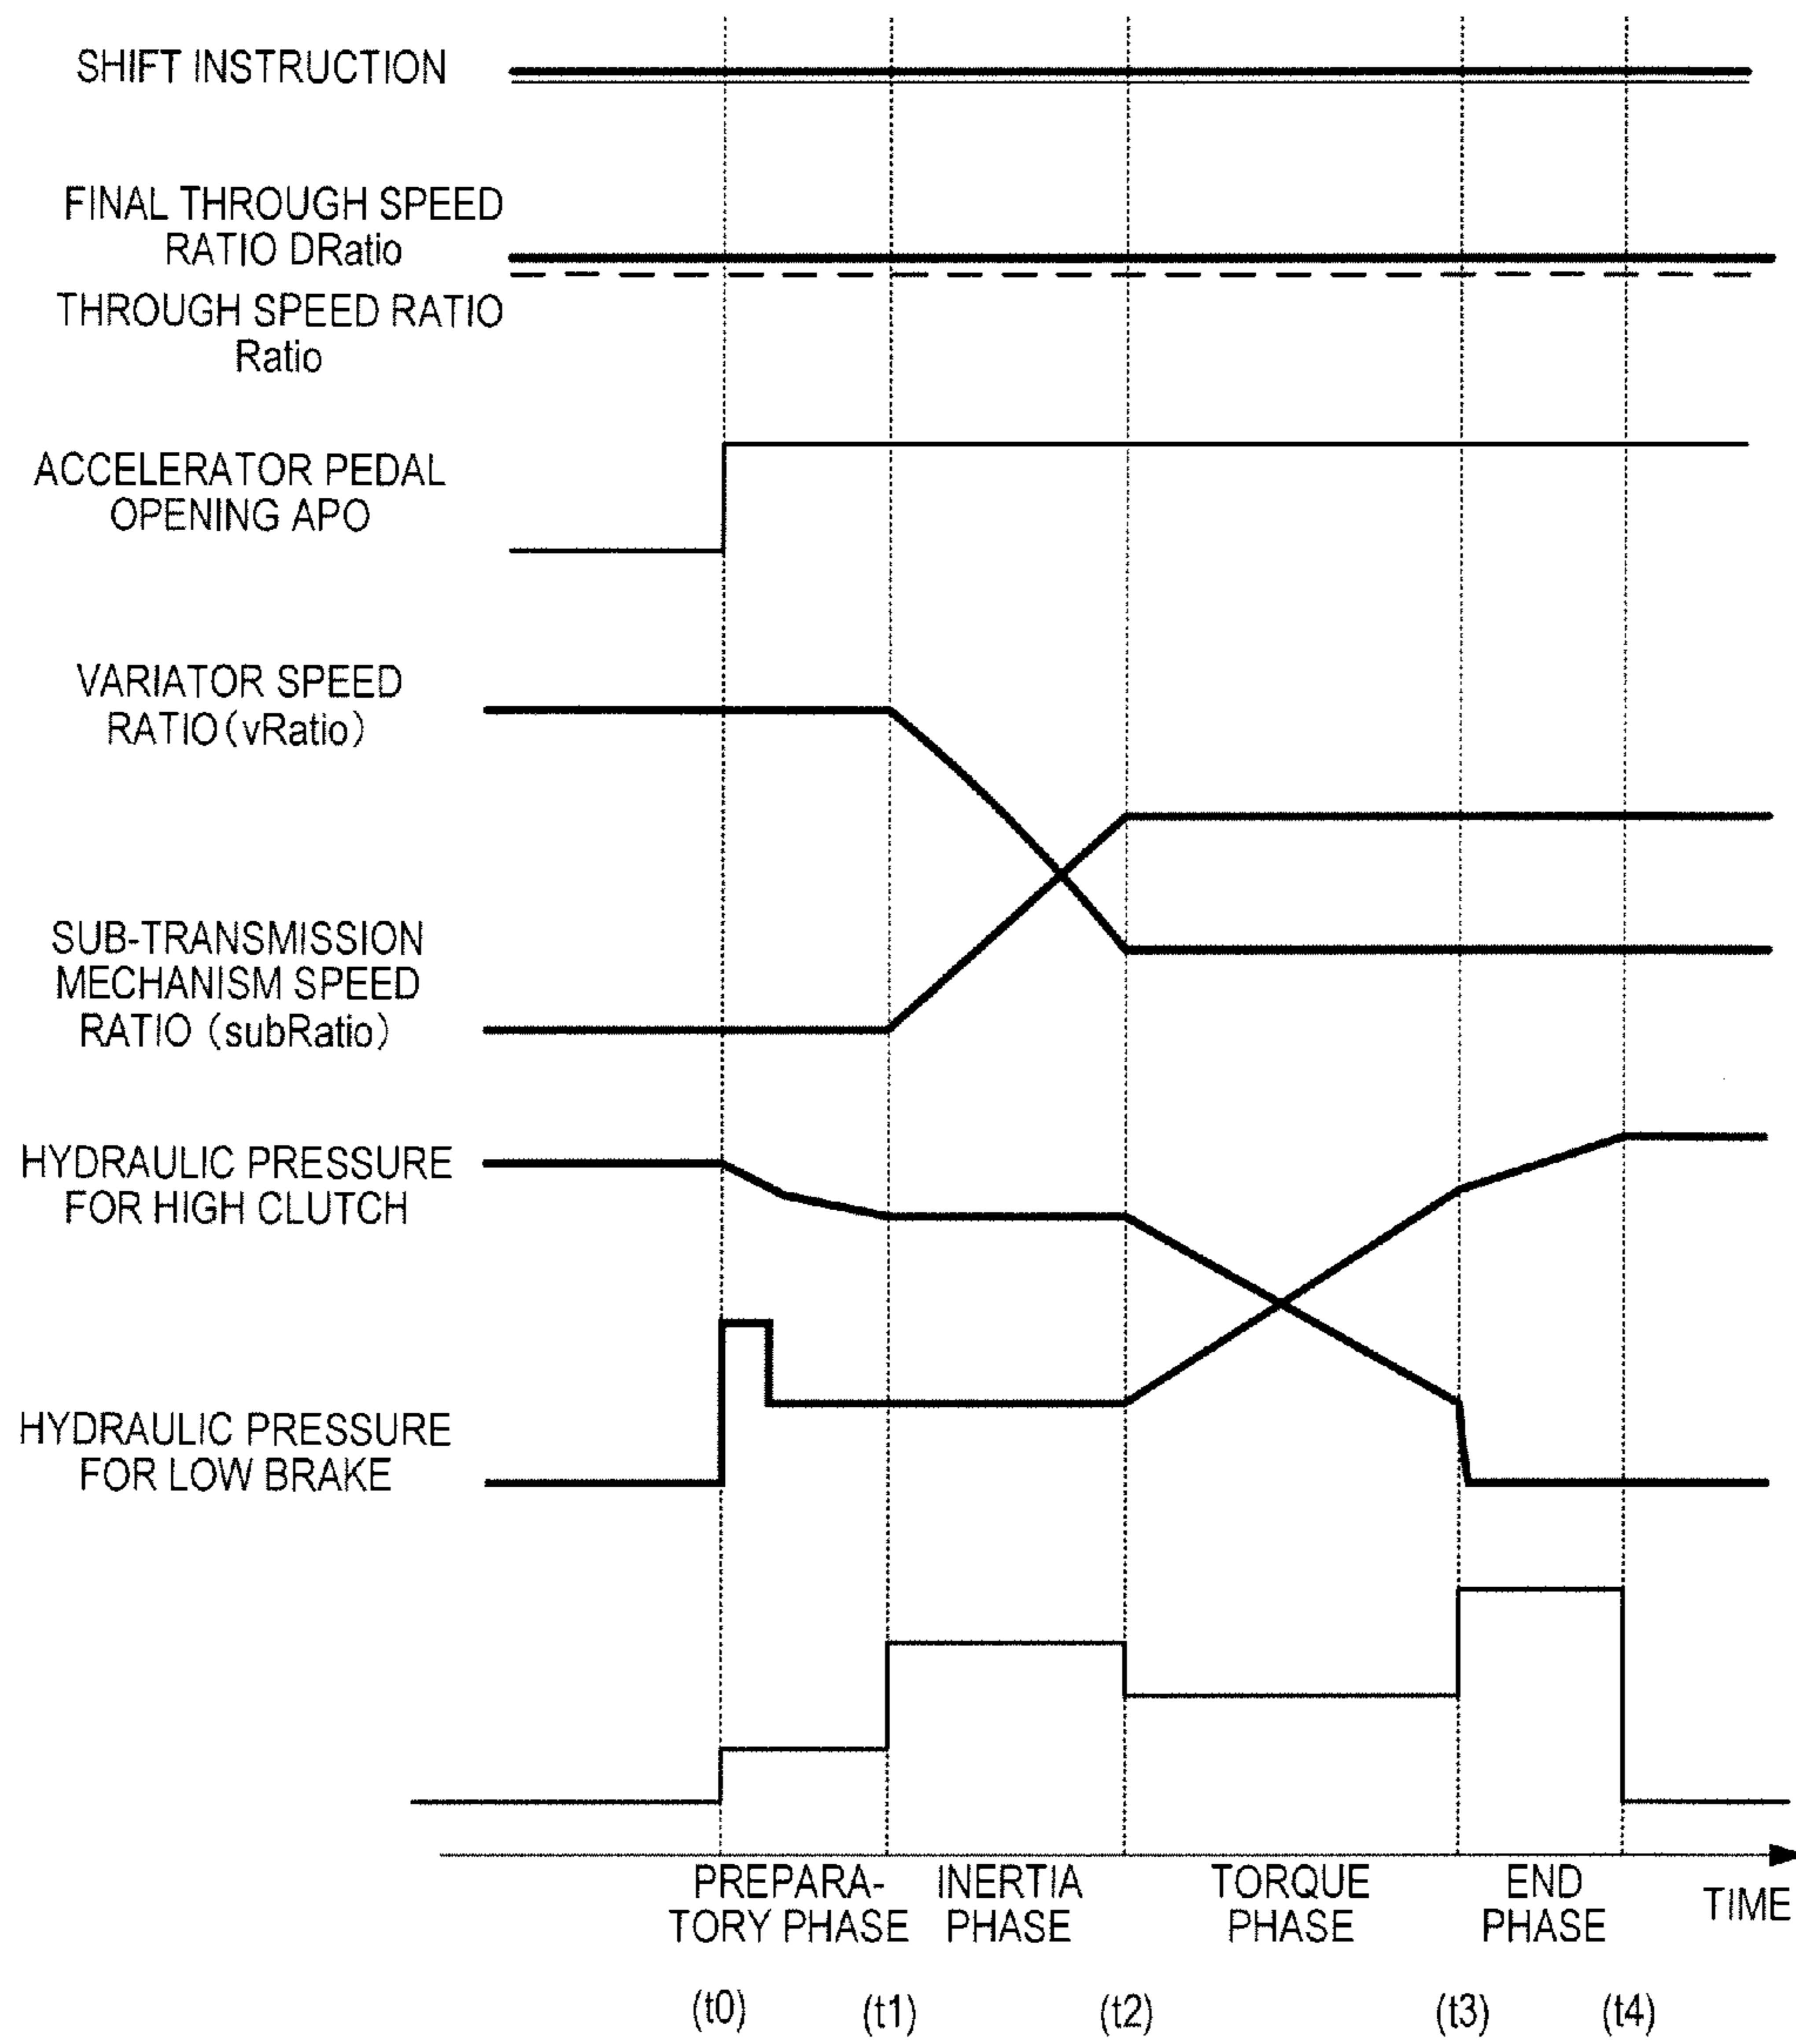 SHIFT INSTRUCTION
FINAL THROUGH SPEED
RATIO DRatio
THROUGH SPEED RATIO
Ratio
ACCELERATOR PEDAL
OPENING APO
VARIATOR SPEED
RATIO(vRatio)
SUB-TRANSMISSION
MECHANISM SPEED
RATIO (subRatio)
HYDRAULIC PRESSURE
FOR HIGH CLUTCH
HYDRAULIC PRESSURE
FOR LOW BRAKE
PREPARA-
TORY PHASE
INERTIA
PHASE
TORQUE
PHASE
END
PHASE
TIME
(t0)
(t1)
(t2)
(t3)
(t4)